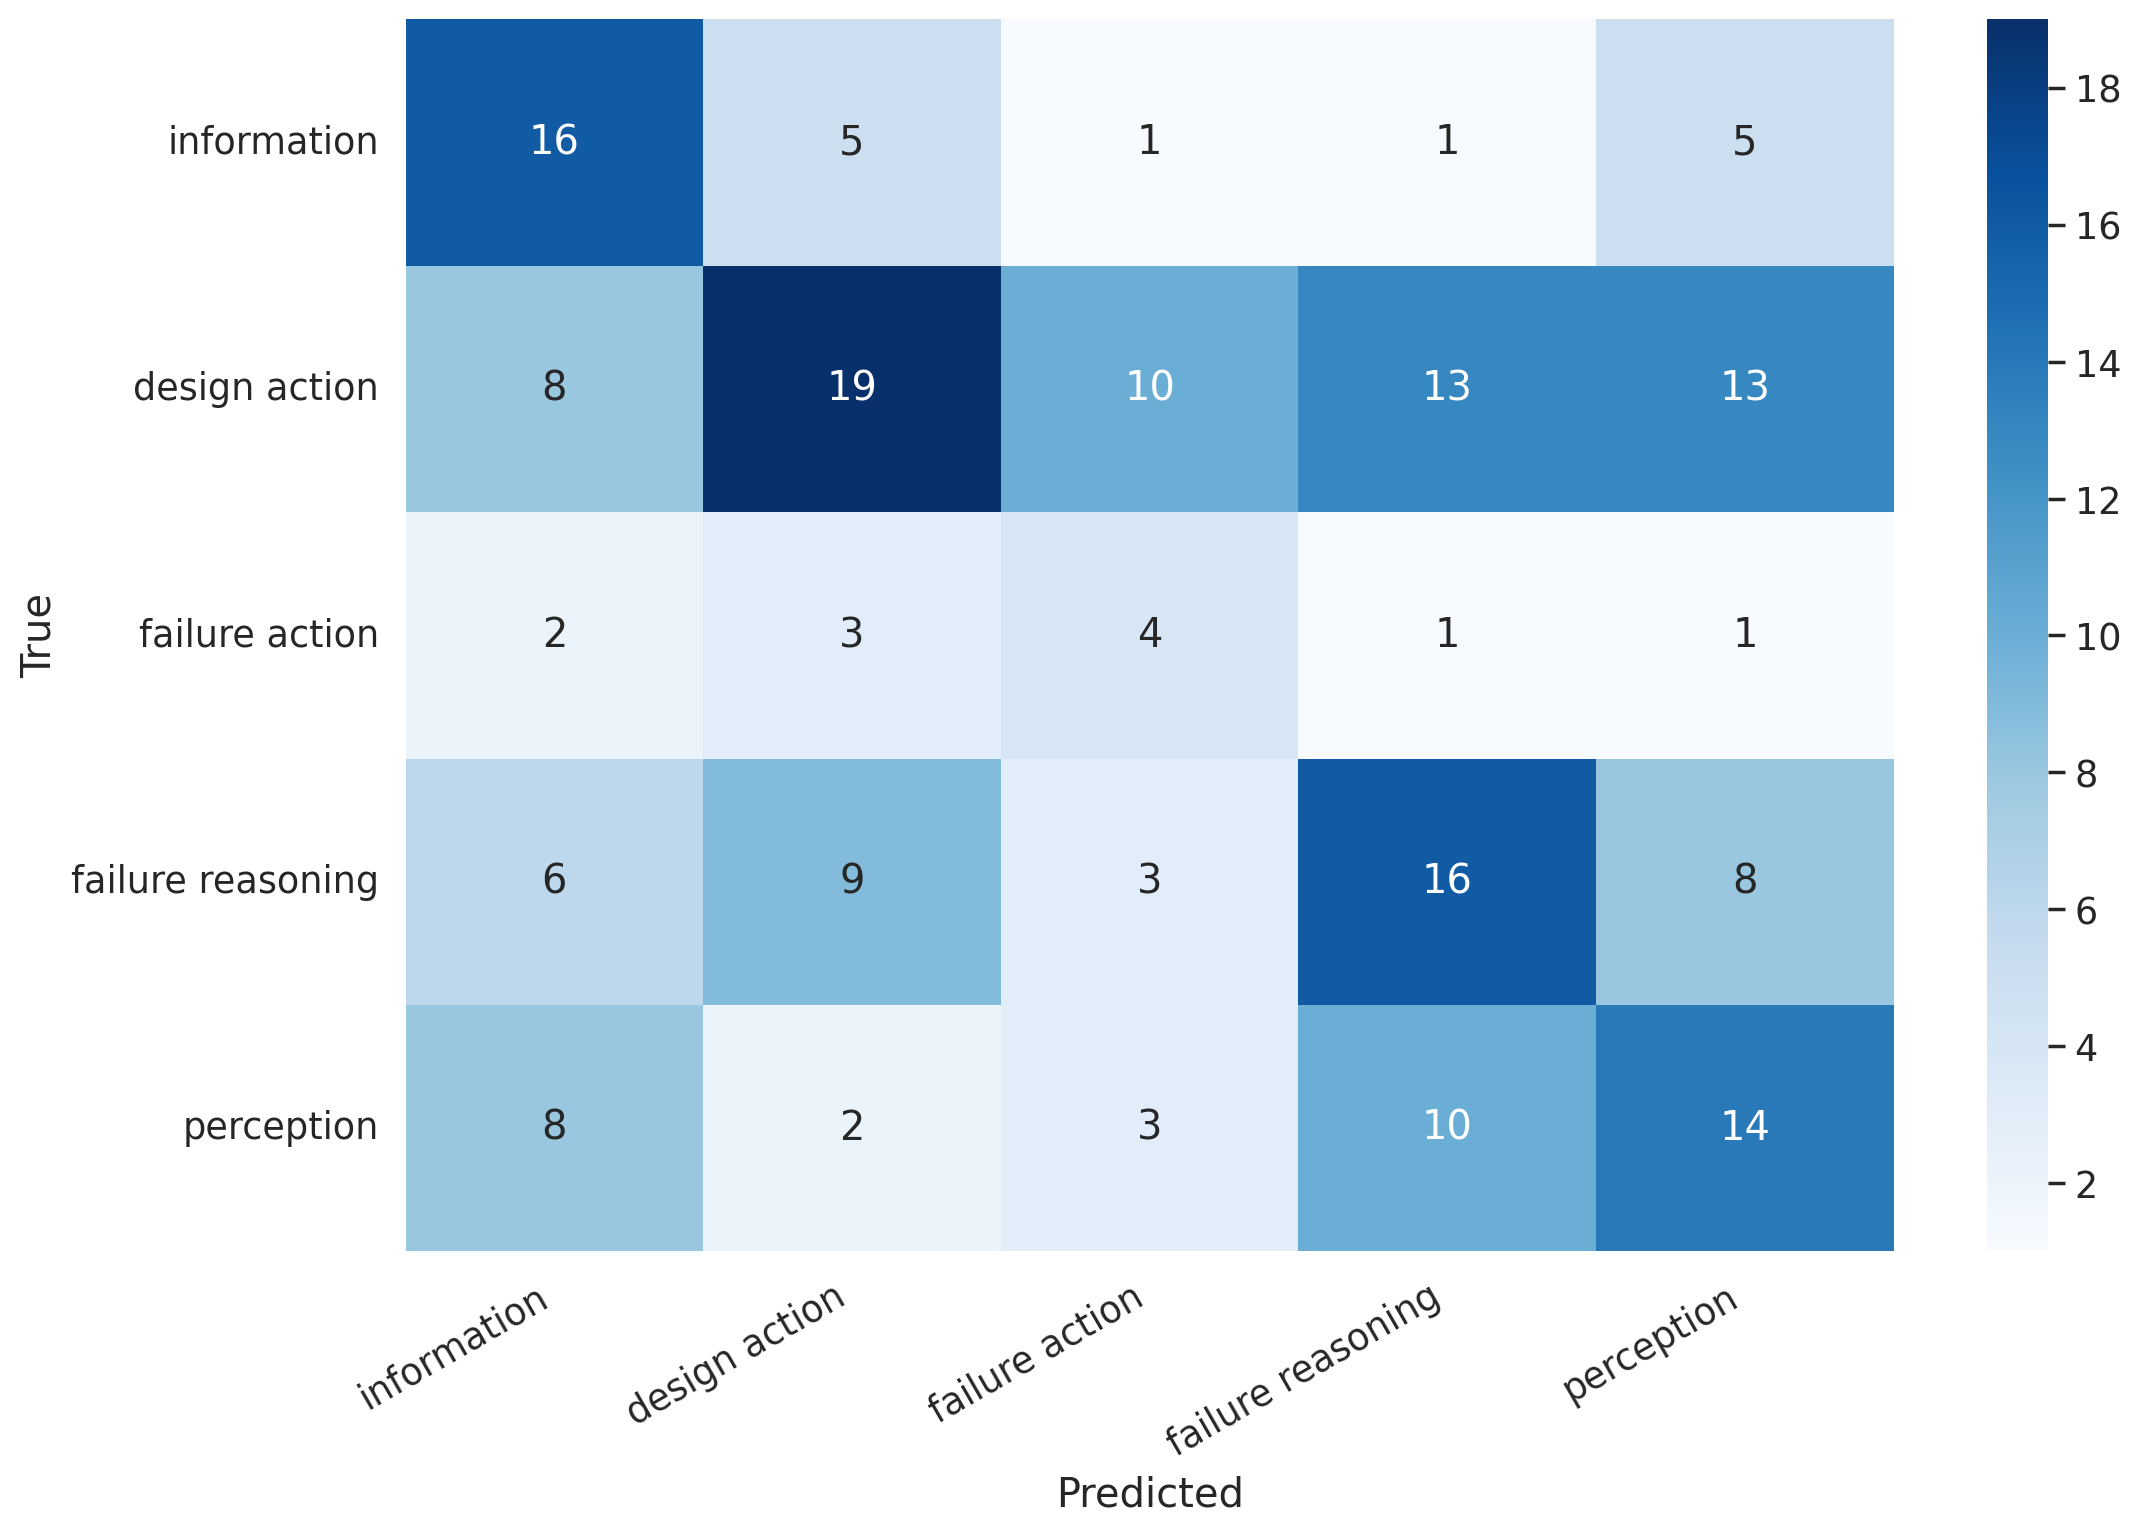 information 16 5 1 1 5
design action 8 19 10 13 13
failure action 2 3 4 1 1
failure reasoning 6 9 3 16 8
perception 8 2 3 10 14
True
information design action failure action failure reasoning perception
Predicted
18
16
14
12
10
8
6
4
2